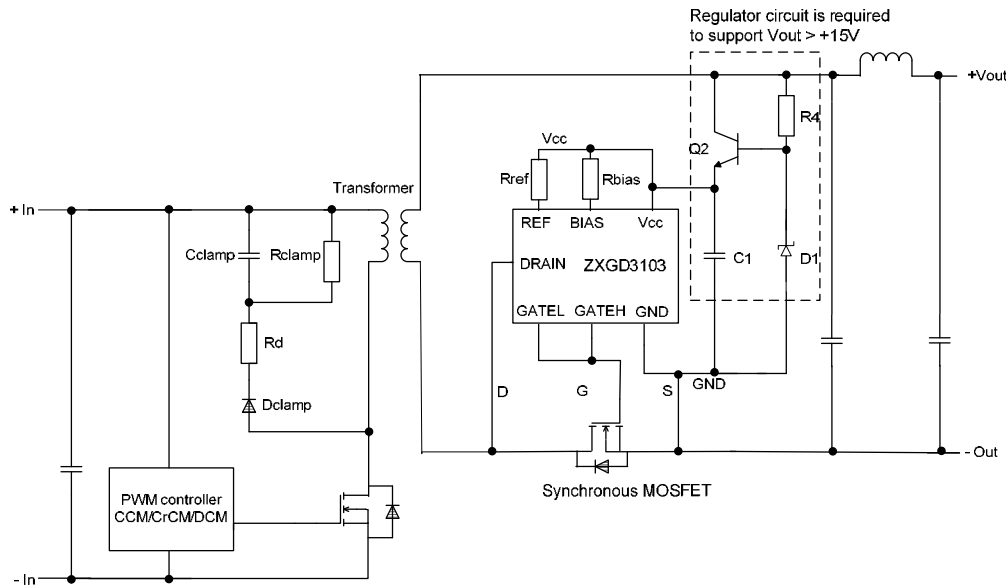 Regulator circuit is required
to support Vout > +15V
+Vout
R4
Q2
Vcc
Rref
Rbias
Transformer
+ In
REF BIAS Vcc
Cclamp
Rclamp
DRAIN ZXGD3103
C1
D1
GATEL GATEH GND
Rd
D
G
S
GND
Dclamp
- Out
Synchronous MOSFET
PWM controller
CCM/CrCM/DCM
- In